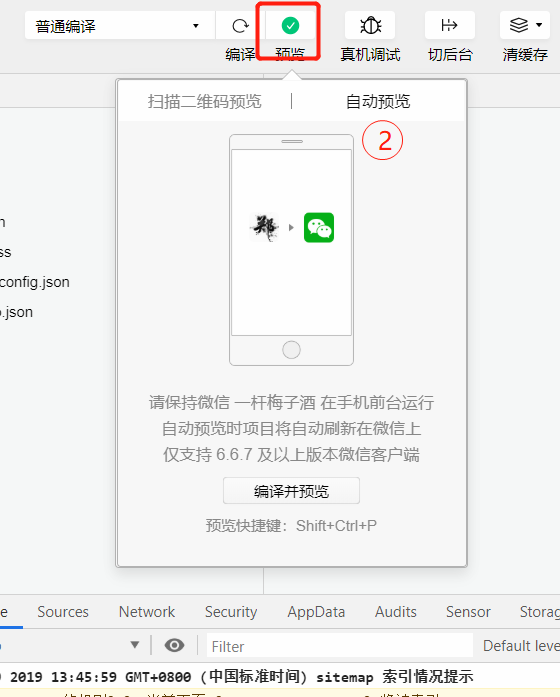 普通编译
编译 预览 真机调试 切后台 清缓存
扫描二维码预览 | 自动预览
2
郑
config.json
.json
请保持微信 一杆梅子酒 在手机前台运行
自动预览时项目将自动刷新在微信上
仅支持 6.6.7 及以上版本微信客户端
编译并预览
预览快捷键：Shift+Ctrl+P
Sources Network Security AppData Audits Sensor Storag
Filter Default leve
2019 13:45:59 GMT+0800 (中国标准时间) sitemap 索引情况提示